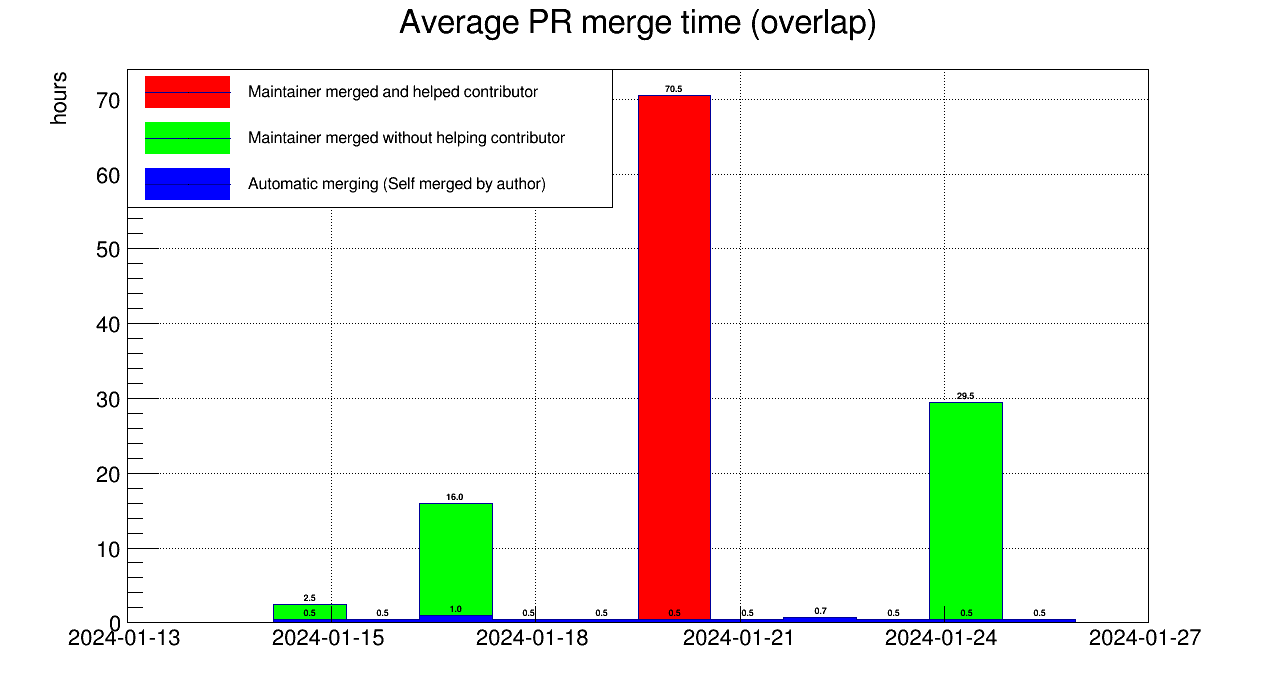 Average PR merge time (overlap)
hours
Maintainer merged and helped contributor
Maintainer merged without helping contributor
Automatic merging (Self merged by author)
70
60
50
40
30
20
10
0
70.5
29.5
16.0
2.5
0.5 0.5 1.0 0.5 0.5 0.5 0.5 0.7 0.5 0.5 0.5
2024-01-13 2024-01-15 2024-01-18 2024-01-21 2024-01-24 2024-01-27